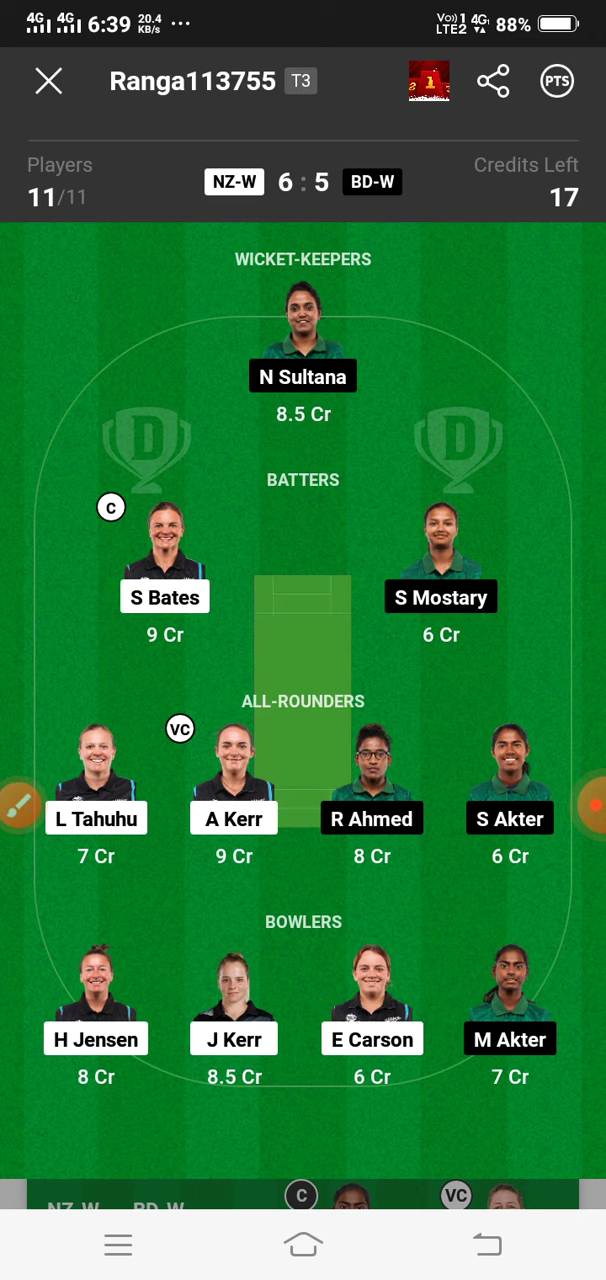 4G 4G 6:39 20.4 KB/s ... Vo)) 1 LTE2 4G 88%
Ranga113755 T3 PTS
Players Credits Left
11/11 NZ-W 6 : 5 BD-W 17
WICKET-KEEPERS
N Sultana
8.5 Cr
D D
BATTERS
C
S Bates S Mostary
9 Cr 6 Cr
ALL-ROUNDERS
VC
L Tahuhu A Kerr R Ahmed S Akter
7 Cr 9 Cr 8 Cr 6 Cr
BOWLERS
H Jensen J Kerr E Carson M Akter
8 Cr 8.5 Cr 6 Cr 7 Cr
C VC
NZ-W BD-W